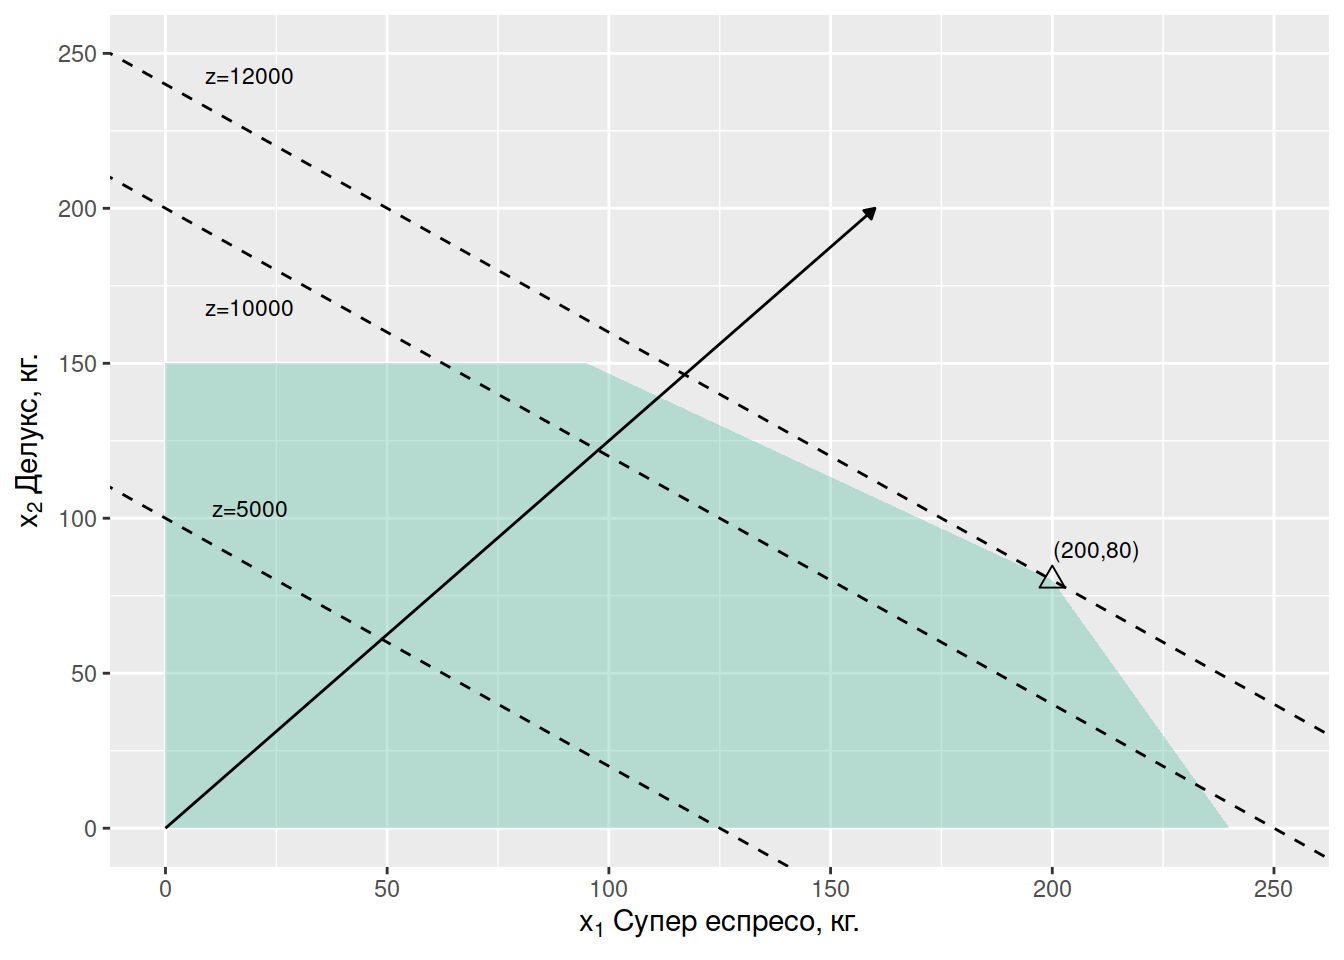 250
200
150
100
50
0
z=12000
z=10000
z=5000
(200,80)
0 50 100 150 200 250
x₁ Супер еспресо, кг.
x₂ Делукс, кг.